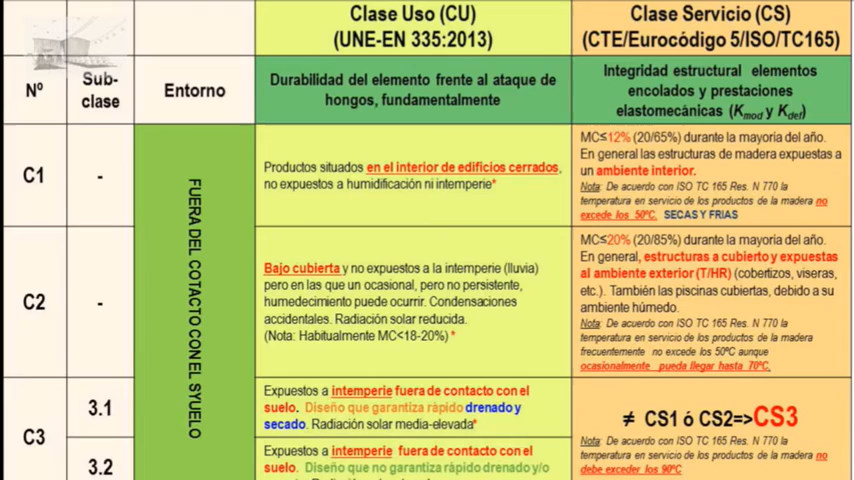 Clase Uso (CU)
(UNE-EN 335:2013)
Clase Servicio (CS)
(CTE/Eurocódigo 5/ISO/TC165)
Nº
Sub-
clase
Entorno
Durabilidad del elemento frente al ataque de
hongos, fundamentalmente
Integridad estructural elementos
encolados y prestaciones
elastomecánicas (Kmod y Kdef)
FUERA DEL COTACTO CON EL SYUELO
C1
-
Productos situados en el interior de edificios cerrados,
no expuestos a humidificación ni intemperie*
MC≤12% (20/65%) durante la mayoría del año.
En general las estructuras de madera expuestas a
un ambiente interior.
Nota: De acuerdo con ISO TC 165 Res. N 770 la
temperatura en servicio de los productos de la madera no
excede los 50ºC. SECAS Y FRIAS
C2
-
Bajo cubierta y no expuestos a la intemperie (lluvia)
pero en las que un ocasional, pero no persistente,
humedecimiento puede ocurrir. Condensaciones
accidentales. Radiación solar reducida.
(Nota: Habitualmente MC<18-20%) *
MC≤20% (20/85%) durante la mayoría del año.
En general, estructuras a cubierto y expuestas
al ambiente exterior (T/HR) (cobertizos, viseras,
etc.). También las piscinas cubiertas, debido a su
ambiente húmedo.
Nota: De acuerdo con ISO TC 165 Res. N 770 la
temperatura en servicio de los productos de la madera
frecuentemente no excede los 50ºC aunque
ocasionalmente pueda llegar hasta 70ºC.
C3
3.1
Expuestos a intemperie fuera de contacto con el
suelo. Diseño que garantiza rápido drenado y
secado. Radiación solar media-elevada*
3.2
Expuestos a intemperie fuera de contacto con el
suelo. Diseño que no garantiza rápido drenado y/o
≠ CS1 ó CS2=>CS3
Nota: De acuerdo con ISO TC 165 Res. N 770 la
temperatura en servicio de los productos de la madera no
debe exceder los 90ºC